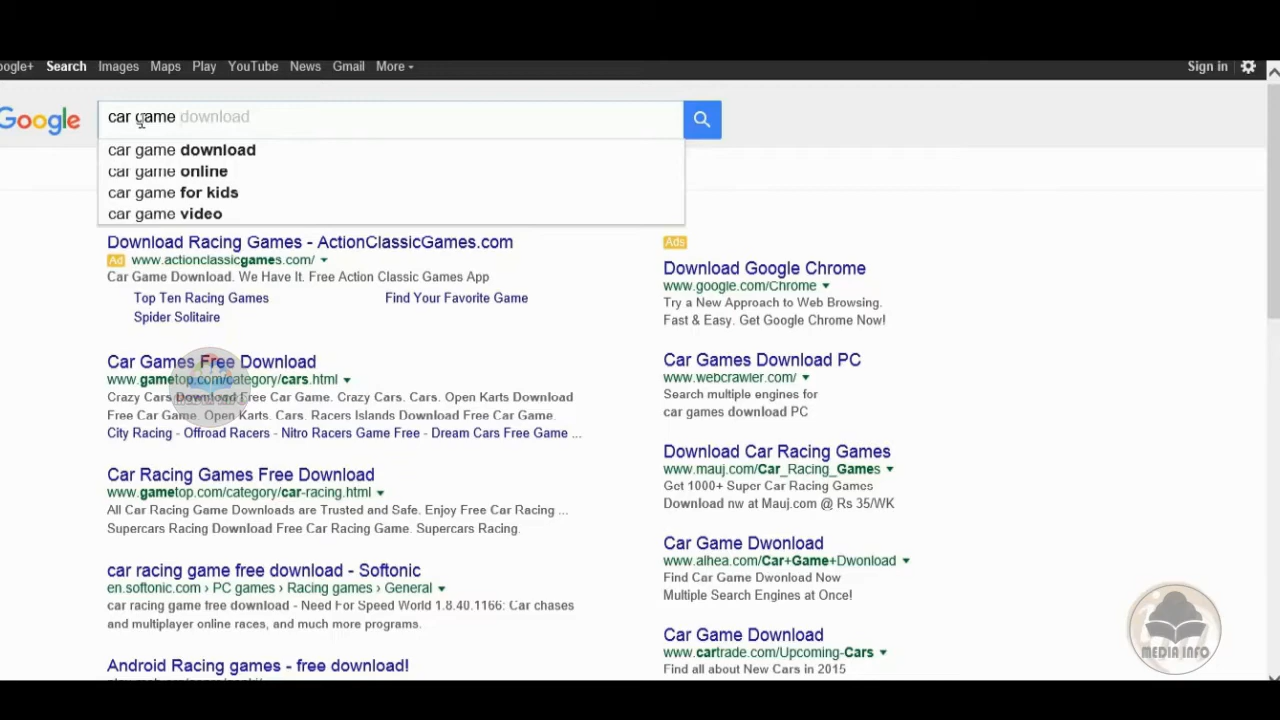 oogle+ Search Images Maps Play YouTube News Gmail More Sign in
Google
car game download
car game download
car game online
car game for kids
car game video
Download Racing Games - ActionClassicGames.com
Ad www.actionclassicgames.com/
Car Game Download. We Have It. Free Action Classic Games App
Top Ten Racing Games Find Your Favorite Game
Spider Solitaire
Car Games Free Download
www.gametop.com/category/cars.html
Crazy Cars Download Free Car Game. Crazy Cars. Cars. Open Karts Download
Free Car Game. Open Karts. Cars. Racers Islands Download Free Car Game.
City Racing - Offroad Racers - Nitro Racers Game Free - Dream Cars Free Game ...
Car Racing Games Free Download
www.gametop.com/category/car-racing.html
All Car Racing Game Downloads are Trusted and Safe. Enjoy Free Car Racing ...
Supercars Racing Download Free Car Racing Game. Supercars Racing.
car racing game free download - Softonic
en.softonic.com › PC games › Racing games › General
car racing game free download - Need For Speed World 1.8.40.1166: Car chases
and multiplayer online races, and much more programs.
Android Racing games - free download!
Ads
Download Google Chrome
www.google.com/Chrome
Try a New Approach to Web Browsing.
Fast & Easy. Get Google Chrome Now!
Car Games Download PC
www.webcrawler.com/
Search multiple engines for
car games download PC
Download Car Racing Games
www.mauj.com/Car_Racing_Games
Get 1000+ Super Car Racing Games
Download nw at Mauj.com @ Rs 35/WK
Car Game Dwonload
www.alhea.com/Car+Game+Dwonload
Find Car Game Dwonload Now
Multiple Search Engines at Once!
Car Game Download
www.cartrade.com/Upcoming-Cars
Find all about New Cars in 2015
MEDIA INFO